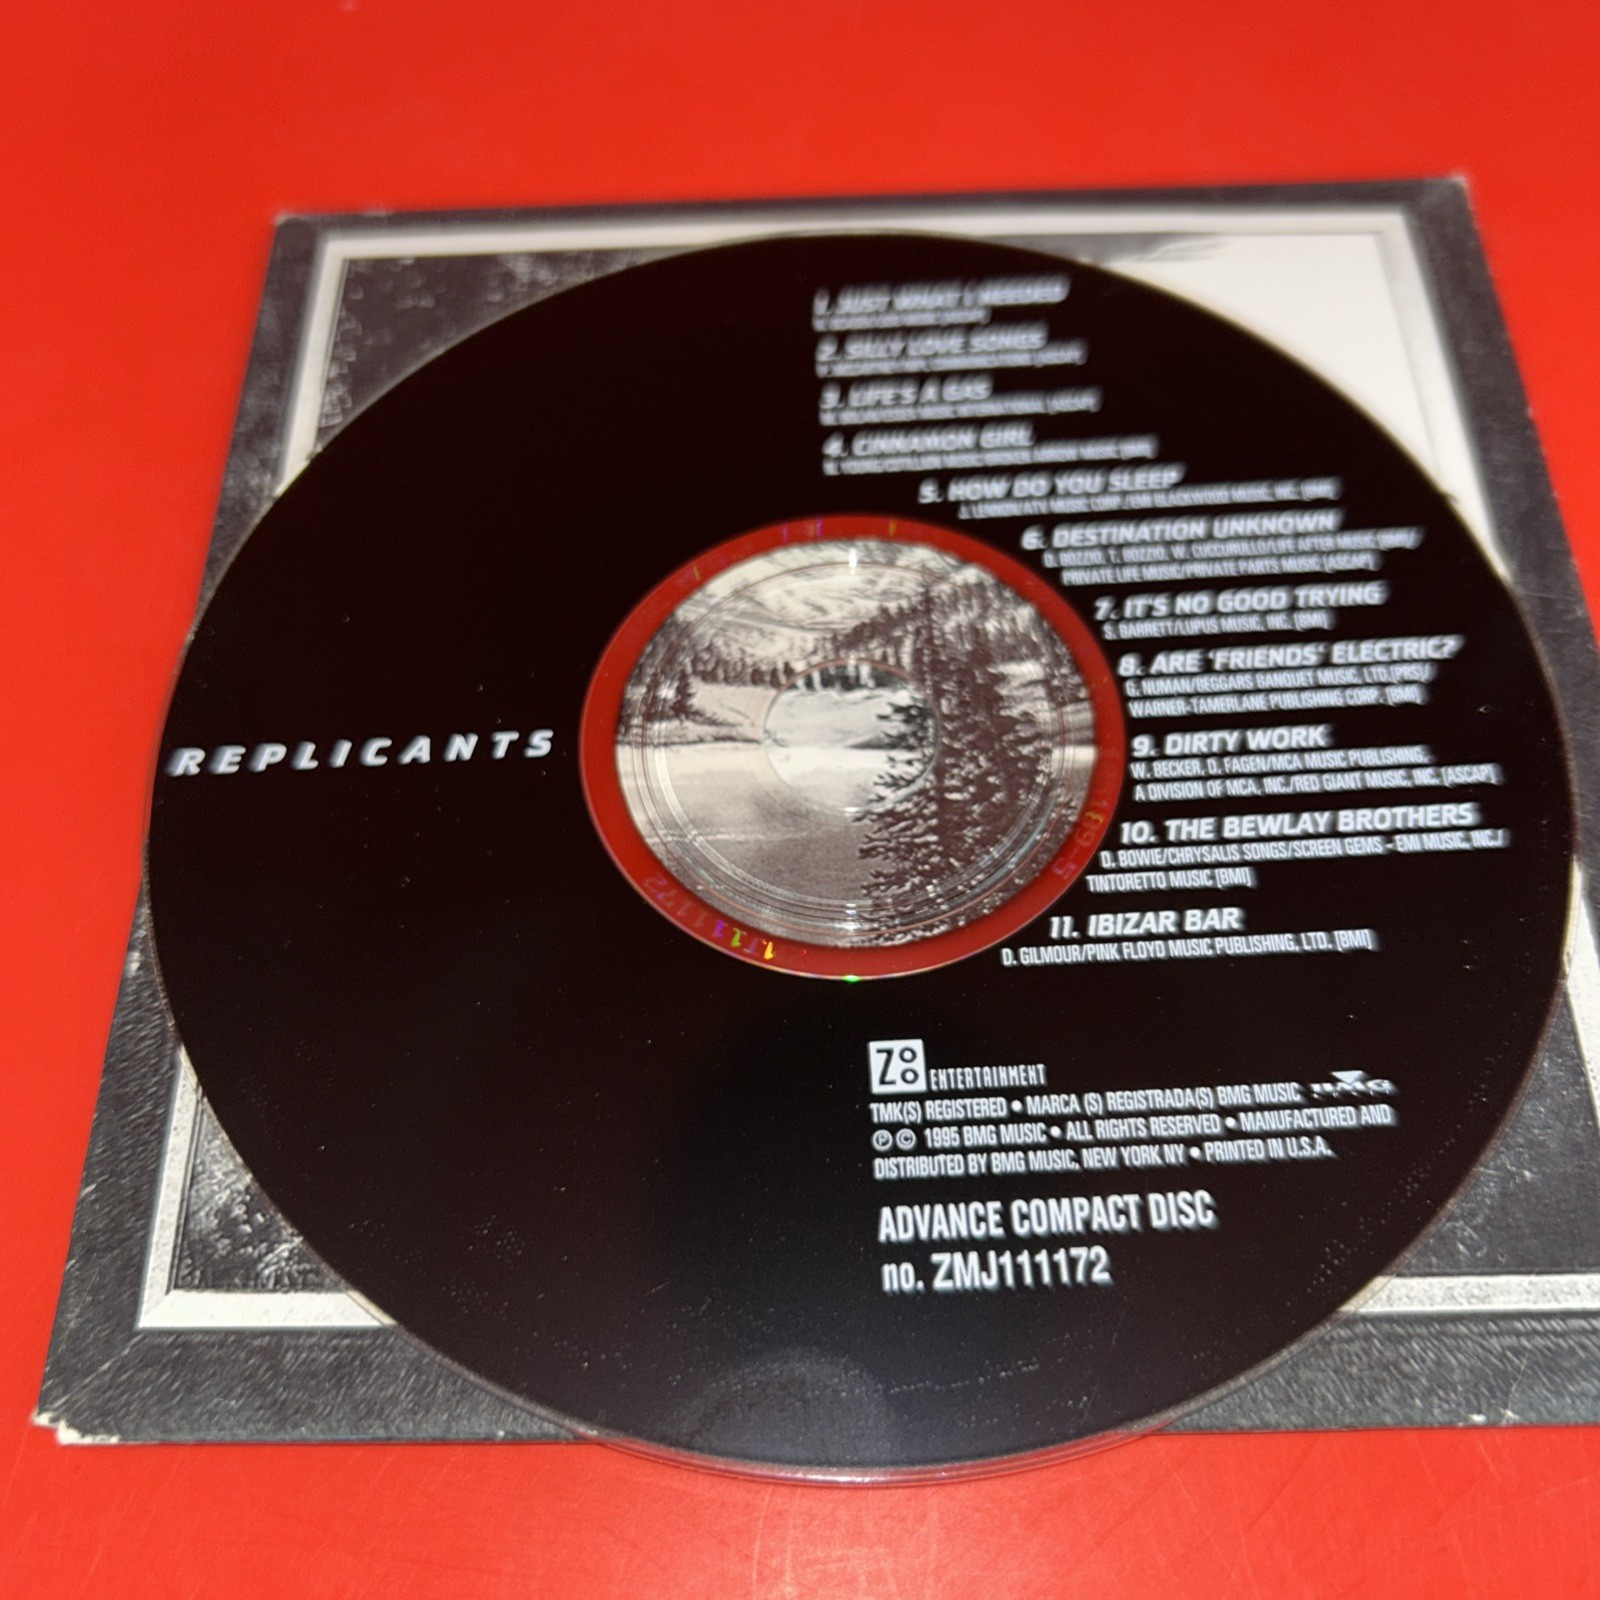 REPLICANTS
1. JUST WHAT I NEEDED
2. SILLY LOVE SONGS
3. LIFE'S A GAS
4. CINNAMON GIRL
5. HOW DO YOU SLEEP
J. LENNON/ATV MUSIC CORP./EMI BLACKWOOD MUSIC, INC. [BMI]
6. DESTINATION UNKNOWN
D. BOZZIO, T. BOZZIO, W. CUCCURULLO/LIFE AFTER MUSIC [BMI]/
PRIVATE LIFE MUSIC/PRIVATE PARTS MUSIC [ASCAP]
7. IT'S NO GOOD TRYING
S. BARRETT/LUPUS MUSIC, INC. [BMI]
8. ARE 'FRIENDS' ELECTRIC?
G. NUMAN/BEGGARS BANQUET MUSIC, LTD.[PRS]/
WARNER-TAMERLANE PUBLISHING CORP. [BMI]
9. DIRTY WORK
W. BECKER, D. FAGEN/MCA MUSIC PUBLISHING,
A DIVISION OF MCA, INC./RED GIANT MUSIC, INC. [ASCAP]
10. THE BEWLAY BROTHERS
D. BOWIE/CHRYSALIS SONGS/SCREEN GEMS - EMI MUSIC, INC./
TINTORETTO MUSIC [BMI]
11. IBIZAR BAR
D. GILMOUR/PINK FLOYD MUSIC PUBLISHING, LTD. [BMI]
ZOO ENTERTAINMENT
TMK(S) REGISTERED • MARCA (S) REGISTRADA(S) BMG MUSIC BMG
℗ © 1995 BMG MUSIC • ALL RIGHTS RESERVED • MANUFACTURED AND
DISTRIBUTED BY BMG MUSIC, NEW YORK NY • PRINTED IN U.S.A.
ADVANCE COMPACT DISC
no. ZMJ111172